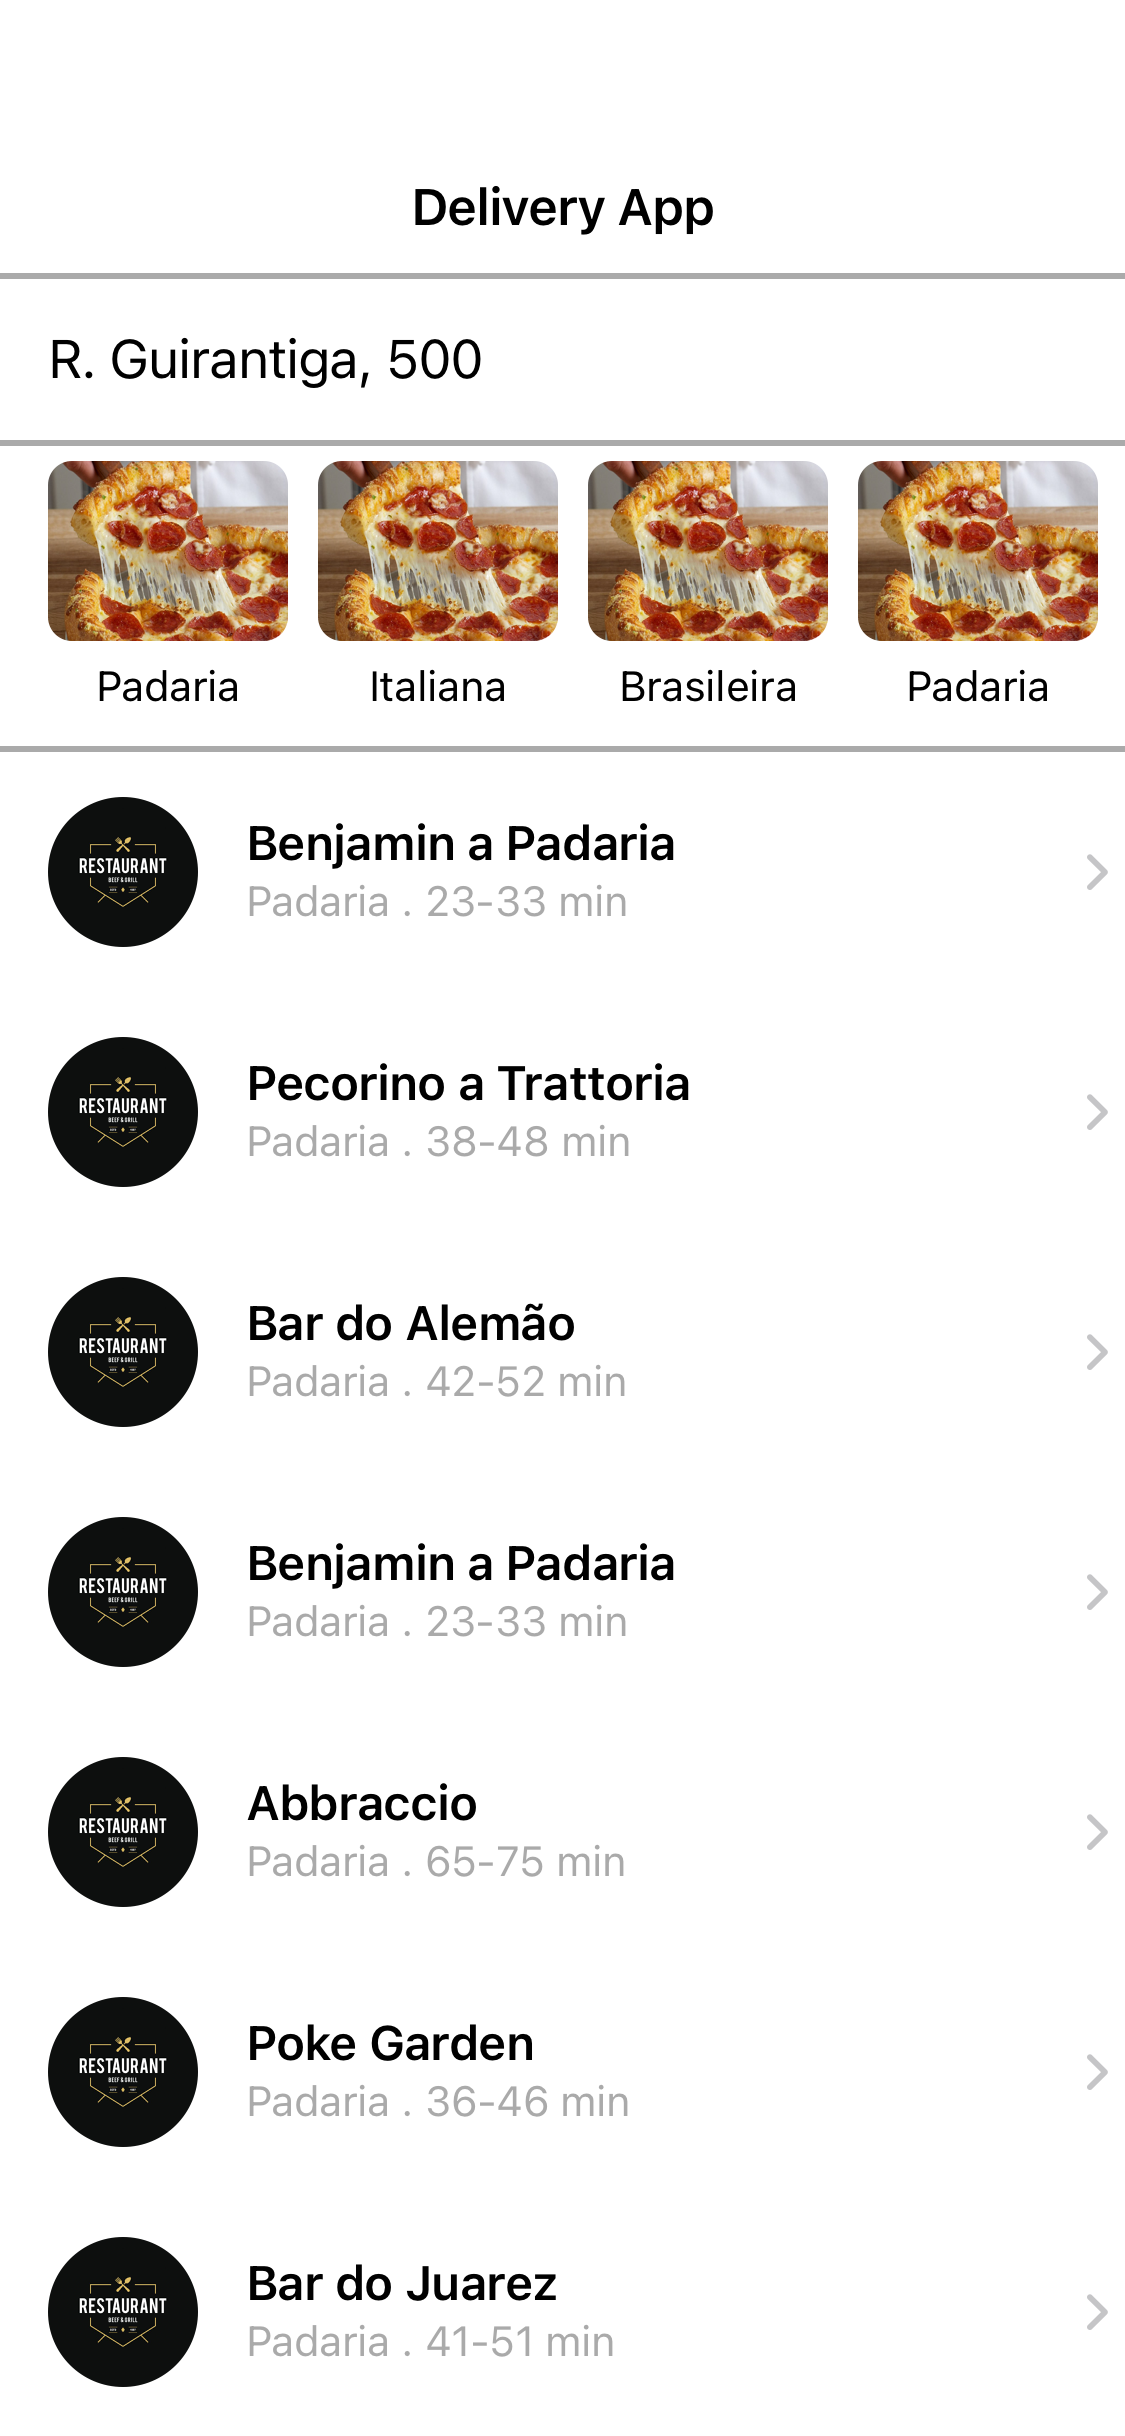 Delivery App
R. Guirantiga, 500
Padaria
Italiana
Brasileira
Padaria
RESTAURANT
BEEF & GRILL
Benjamin a Padaria
Padaria . 23-33 min
RESTAURANT
BEEF & GRILL
Pecorino a Trattoria
Padaria . 38-48 min
RESTAURANT
BEEF & GRILL
Bar do Alemão
Padaria . 42-52 min
RESTAURANT
BEEF & GRILL
Benjamin a Padaria
Padaria . 23-33 min
RESTAURANT
BEEF & GRILL
Abbraccio
Padaria . 65-75 min
RESTAURANT
BEEF & GRILL
Poke Garden
Padaria . 36-46 min
RESTAURANT
BEEF & GRILL
Bar do Juarez
Padaria . 41-51 min